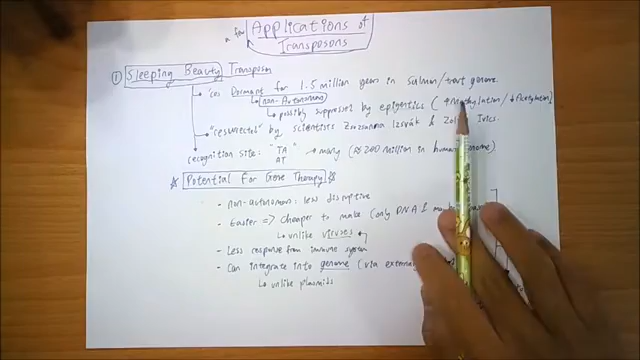 a few Applications of
Transposons
① Sleeping Beauty Transposon
Dormant for 1.5 million years in Salmon/trout genome
non-Autonomous
possibly suppressed by epigenetics (↑Methylation/↓Acetylation)
"resurrected" by scientists Zsuzsanna Izsvák & Ivics.
recognition site: "TA → many (≈200 million in human genome)
AT"
☆ Potential for Gene Therapy ☆
- non-autonomous: less disruptive
- Easier => cheaper to make (only DNA &
↳ unlike viruses
- Less response from immune system
- Can integrate into genome (via
↳ unlike plasmids